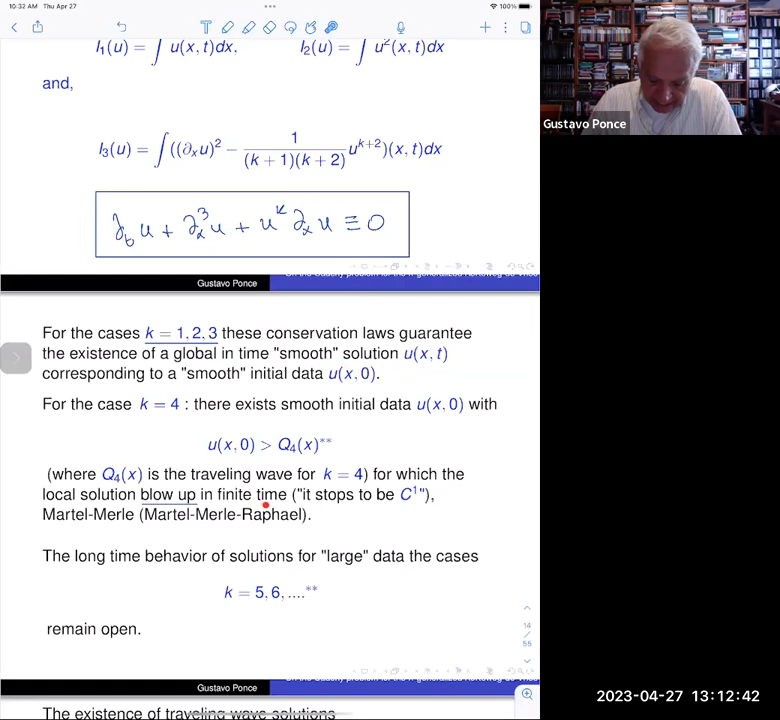 10:32 AM Thu Apr 27
100%
I₁(u) = ∫ u(x, t)dx, I₂(u) = ∫ u²(x, t)dx
and,
I₃(u) = ∫((∂ₓu)² − 1/((k + 1)(k + 2)) u^{k+2})(x, t)dx
∂ₜu + ∂ₓ³u + u^k ∂ₓu ≡ 0
Gustavo Ponce
For the cases k = 1, 2, 3 these conservation laws guarantee
the existence of a global in time "smooth" solution u(x, t)
corresponding to a "smooth" initial data u(x, 0).
For the case k = 4 : there exists smooth initial data u(x, 0) with
u(x, 0) > Q₄(x)**
(where Q₄(x) is the traveling wave for k = 4) for which the
local solution blow up in finite time ("it stops to be C¹"),
Martel-Merle (Martel-Merle-Raphael).
The long time behavior of solutions for "large" data the cases
k = 5, 6, ....**
remain open.
14
/
55
Gustavo Ponce
The existence of traveling wave solutions
Gustavo Ponce
2023-04-27 13:12:42